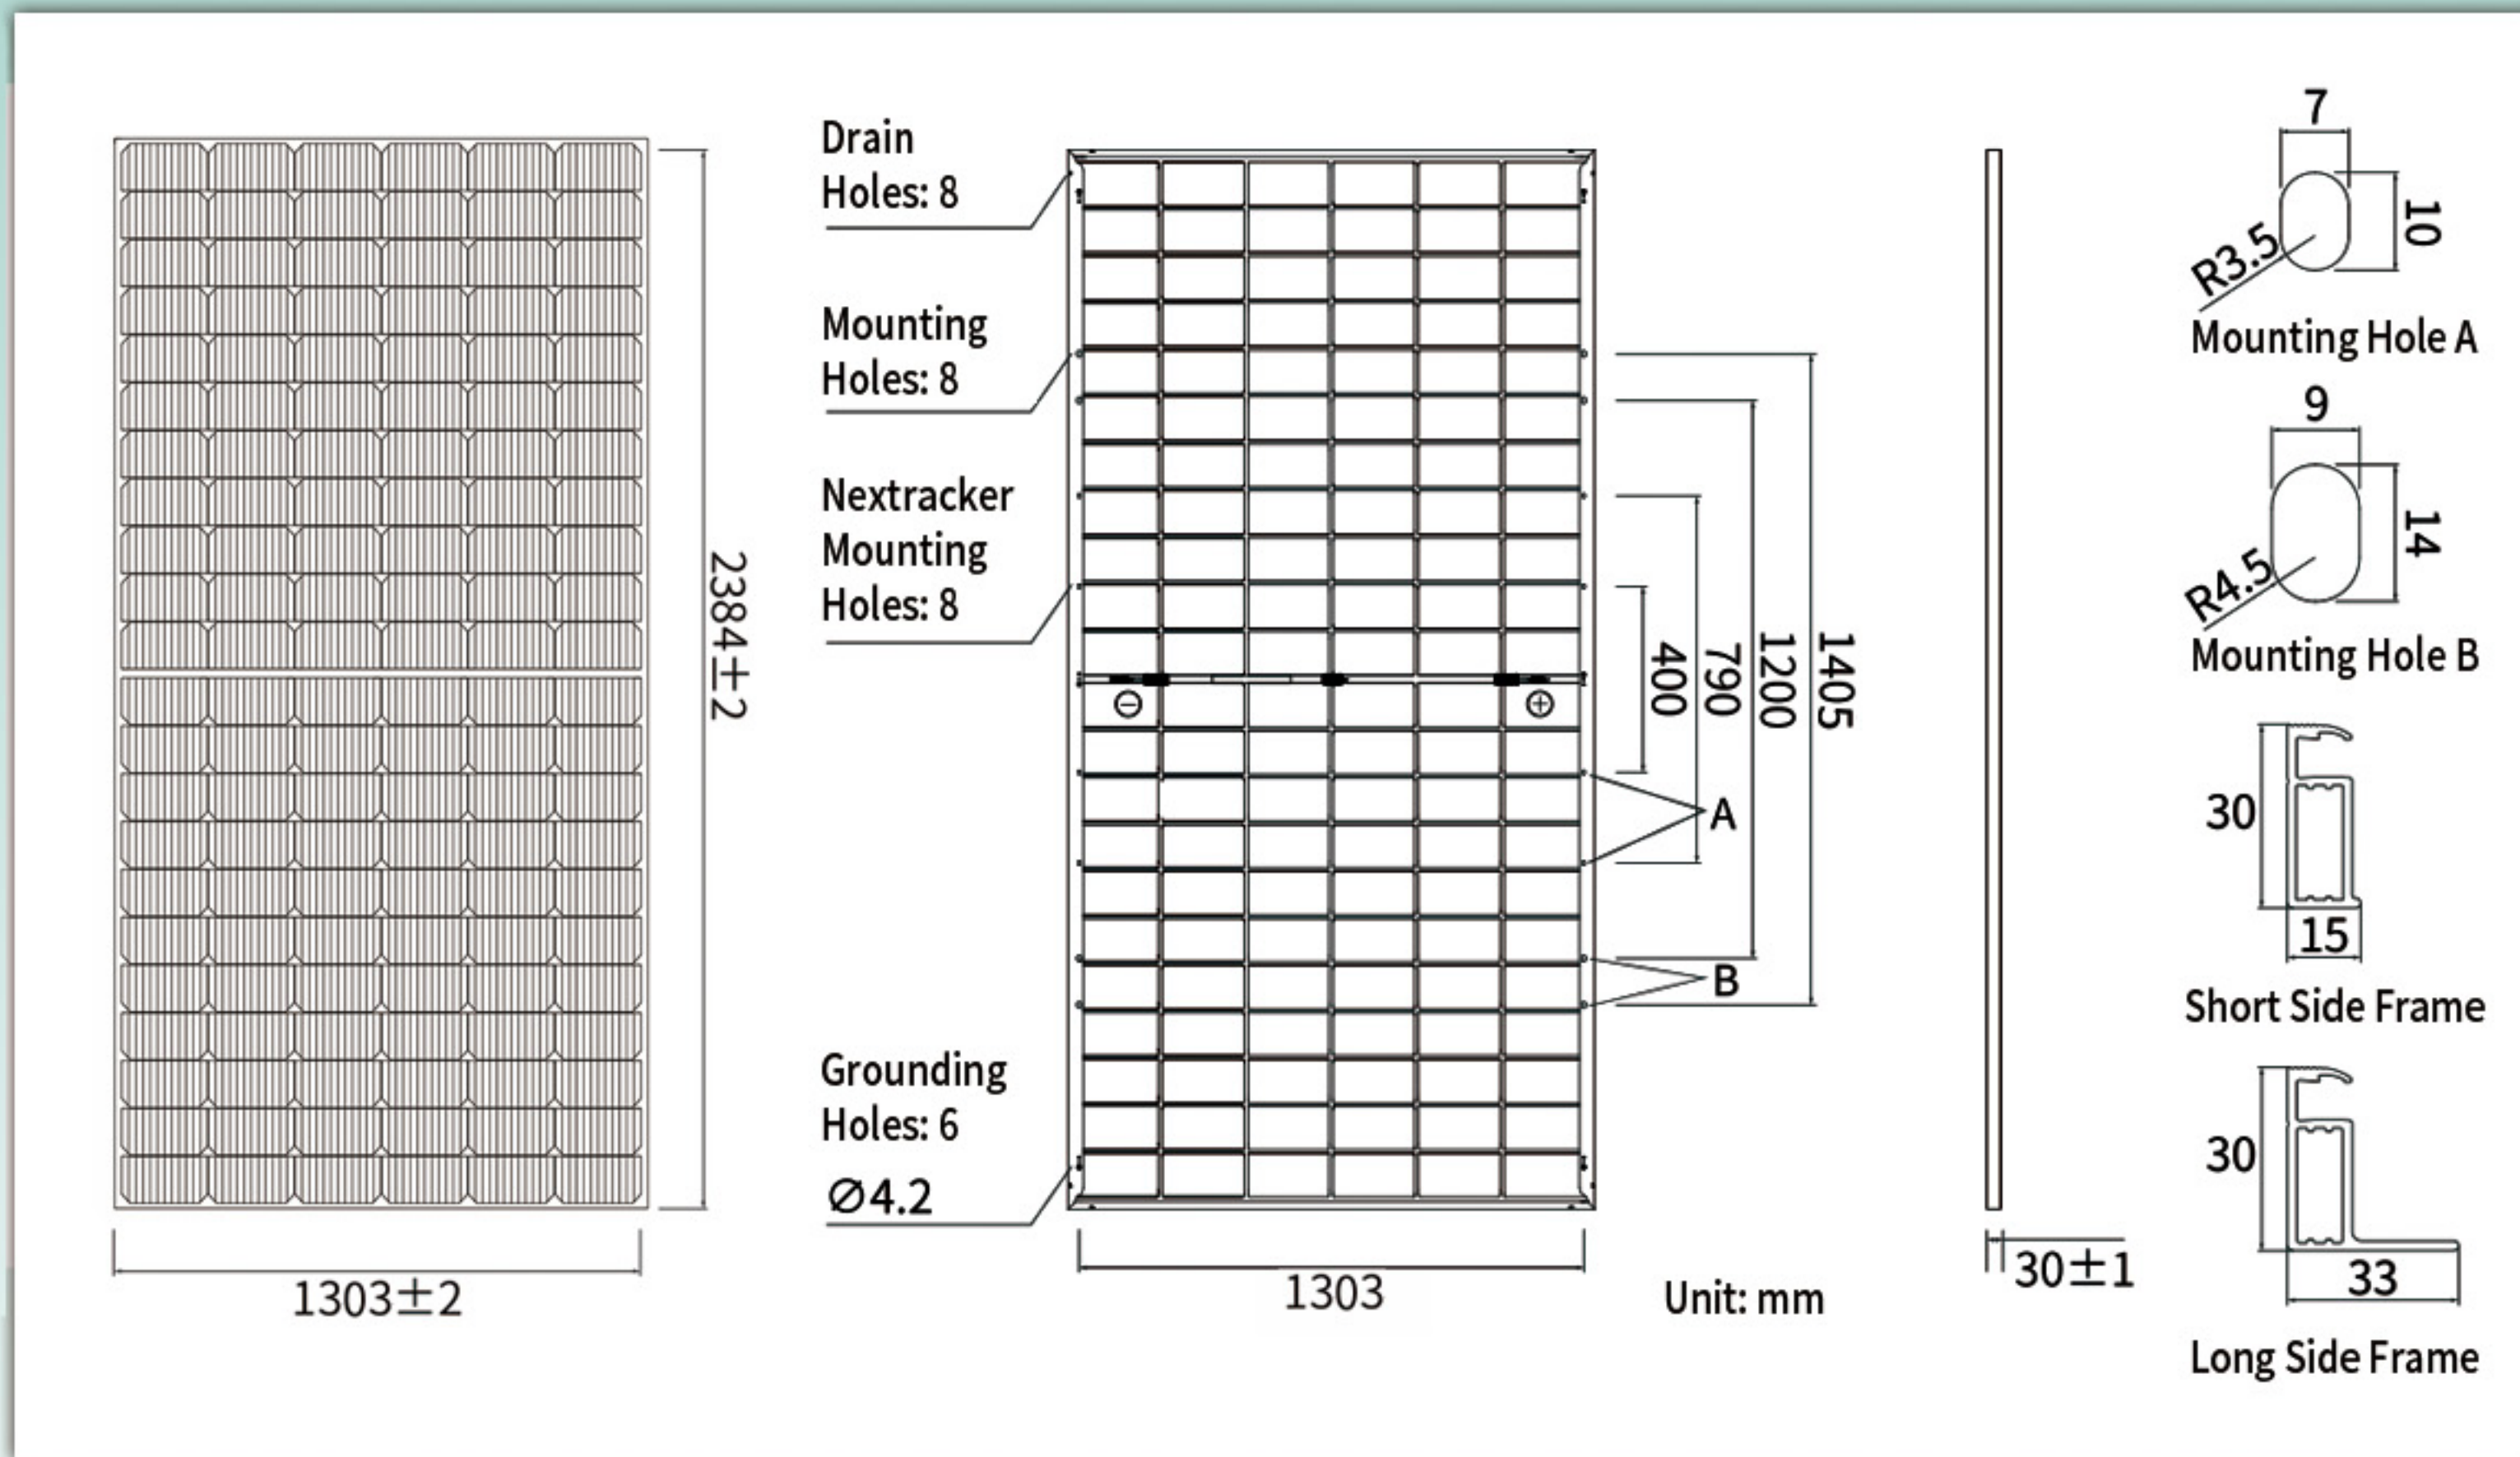 2384±2
1303±2
Drain
Holes: 8
Mounting
Holes: 8
Nextracker
Mounting
Holes: 8
Grounding
Holes: 6
∅4.2
⊖
⊕
400
790
1200
1405
A
B
1303
Unit: mm
30±1
7
10
R3.5
Mounting Hole A
9
14
R4.5
Mounting Hole B
30
15
Short Side Frame
30
33
Long Side Frame